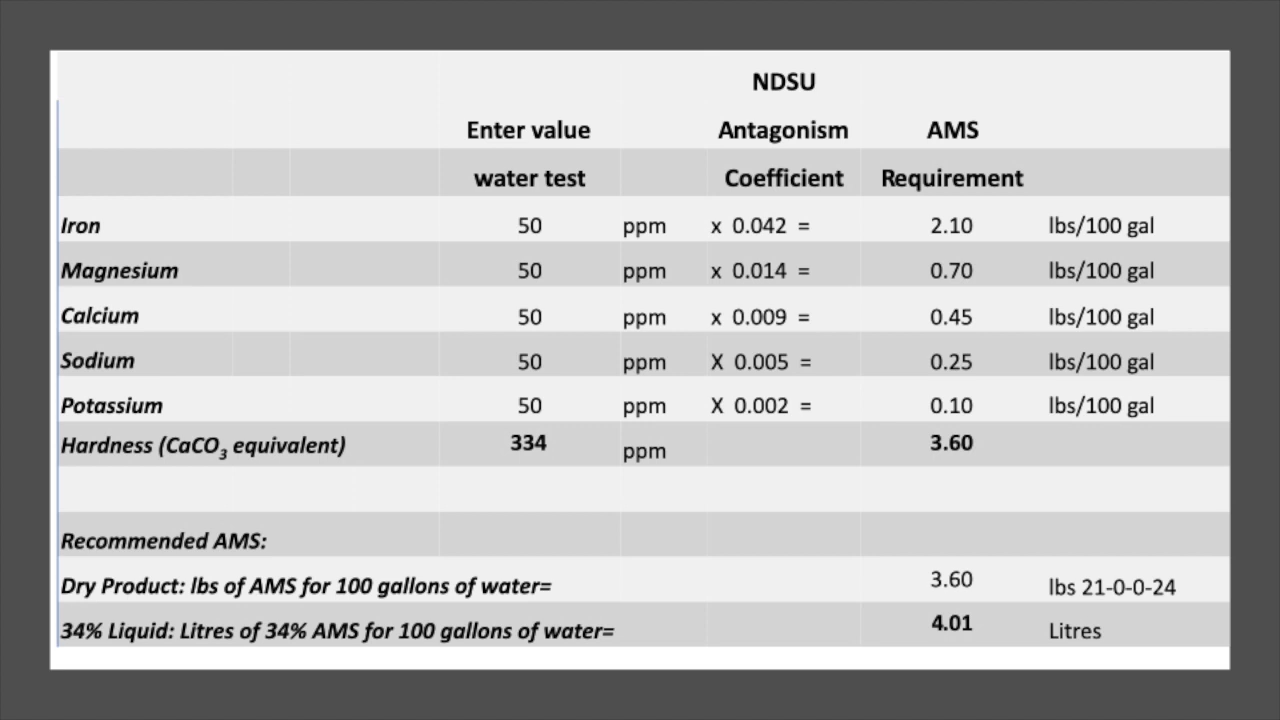 NDSU
Enter value Antagonism AMS
water test Coefficient Requirement
Iron 50 ppm x 0.042 = 2.10 lbs/100 gal
Magnesium 50 ppm x 0.014 = 0.70 lbs/100 gal
Calcium 50 ppm x 0.009 = 0.45 lbs/100 gal
Sodium 50 ppm X 0.005 = 0.25 lbs/100 gal
Potassium 50 ppm X 0.002 = 0.10 lbs/100 gal
Hardness (CaCO₃ equivalent) 334 ppm 3.60
Recommended AMS:
Dry Product: lbs of AMS for 100 gallons of water= 3.60 lbs 21-0-0-24
34% Liquid: Litres of 34% AMS for 100 gallons of water= 4.01 Litres